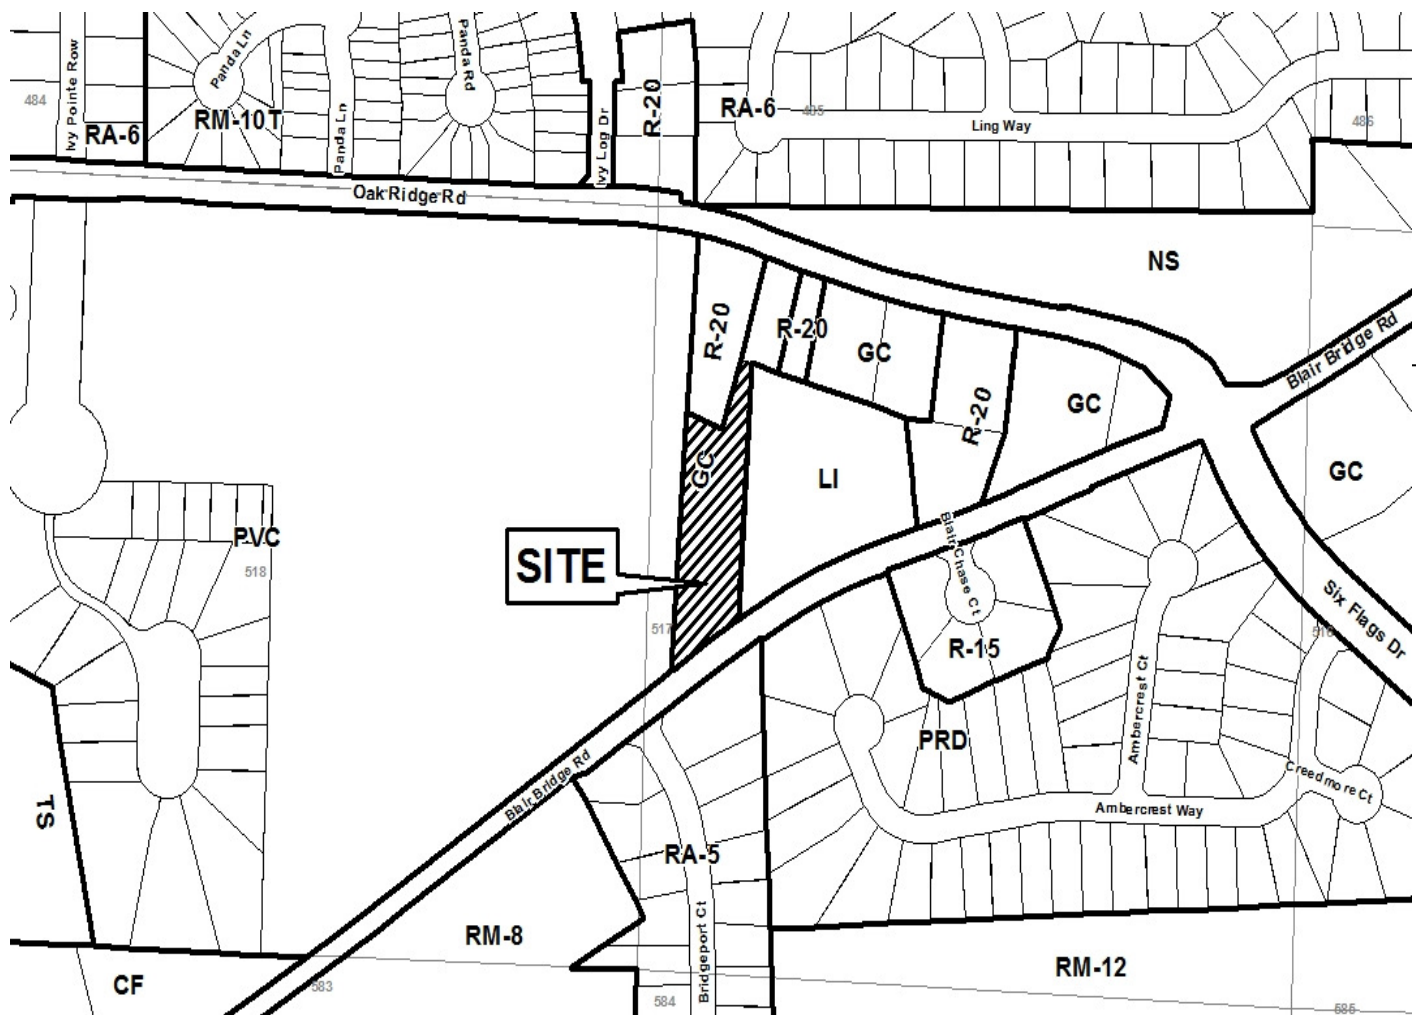 Panda Ln
Panda Rd
Ivy Pointe Row
484
RA-6
RM-10T
Panda Ln
Ivy Log Dr
R-20
RA-6
485
Ling Way
486
Oak Ridge Rd
NS
R-20
R-20
GC
R-20
GC
Blair Bridge Rd
GC
GC
LI
SITE
PVC
518
517
Blair Chase Ct
R-15
Six Flags Dr
516
Ambercrest Ct
PRD
Creedmore Ct
Ambercrest Way
Blair Bridge Rd
ST
RA-5
RM-8
Bridgeport Ct
RM-12
CF
583
584
585